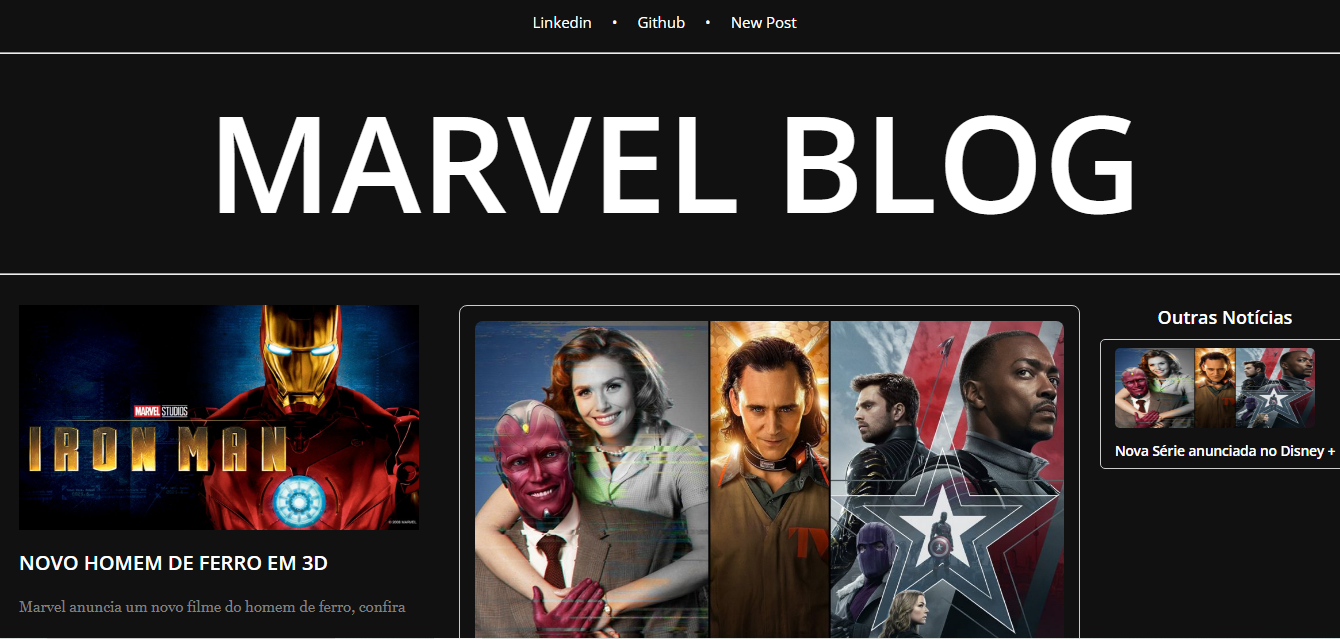 Linkedin • Github • New Post
MARVEL BLOG
MARVEL STUDIOS
IRON MAN
© 2008 MARVEL
NOVO HOMEM DE FERRO EM 3D
Marvel anuncia um novo filme do homem de ferro, confira
Outras Notícias
Nova Série anunciada no Disney +